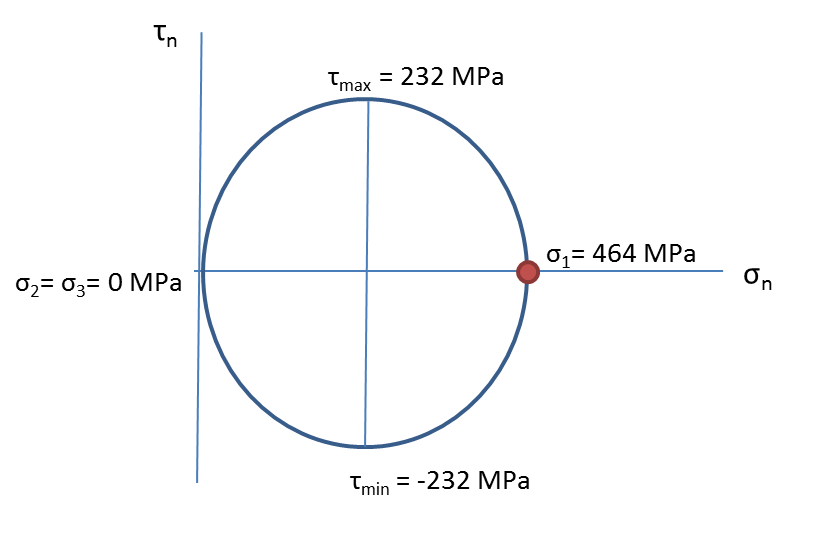 τn
τmax = 232 MPa
σ1= 464 MPa
σ2= σ3= 0 MPa
σn
τmin = -232 MPa